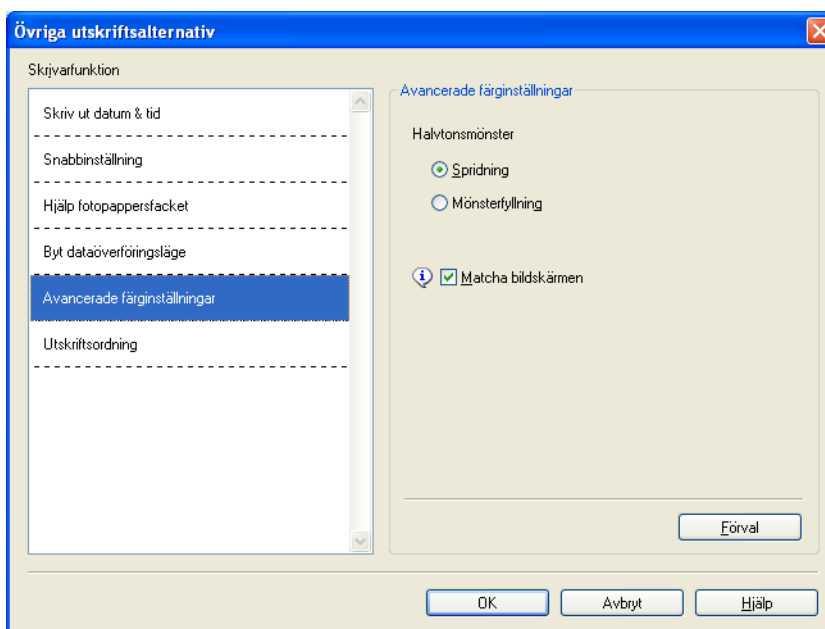 Övriga utskriftsalternativ
Skrivarfunktion
Skriv ut datum & tid
Snabbinställning
Hjälp fotopappersfacket
Byt dataöverföringsläge
Avancerade färginställningar
Utskriftsordning
Avancerade färginställningar
Halvtonsmönster
Spridning
Mönsterfyllning
Matcha bildskärmen
Förval
OK
Avbryt
Hjälp